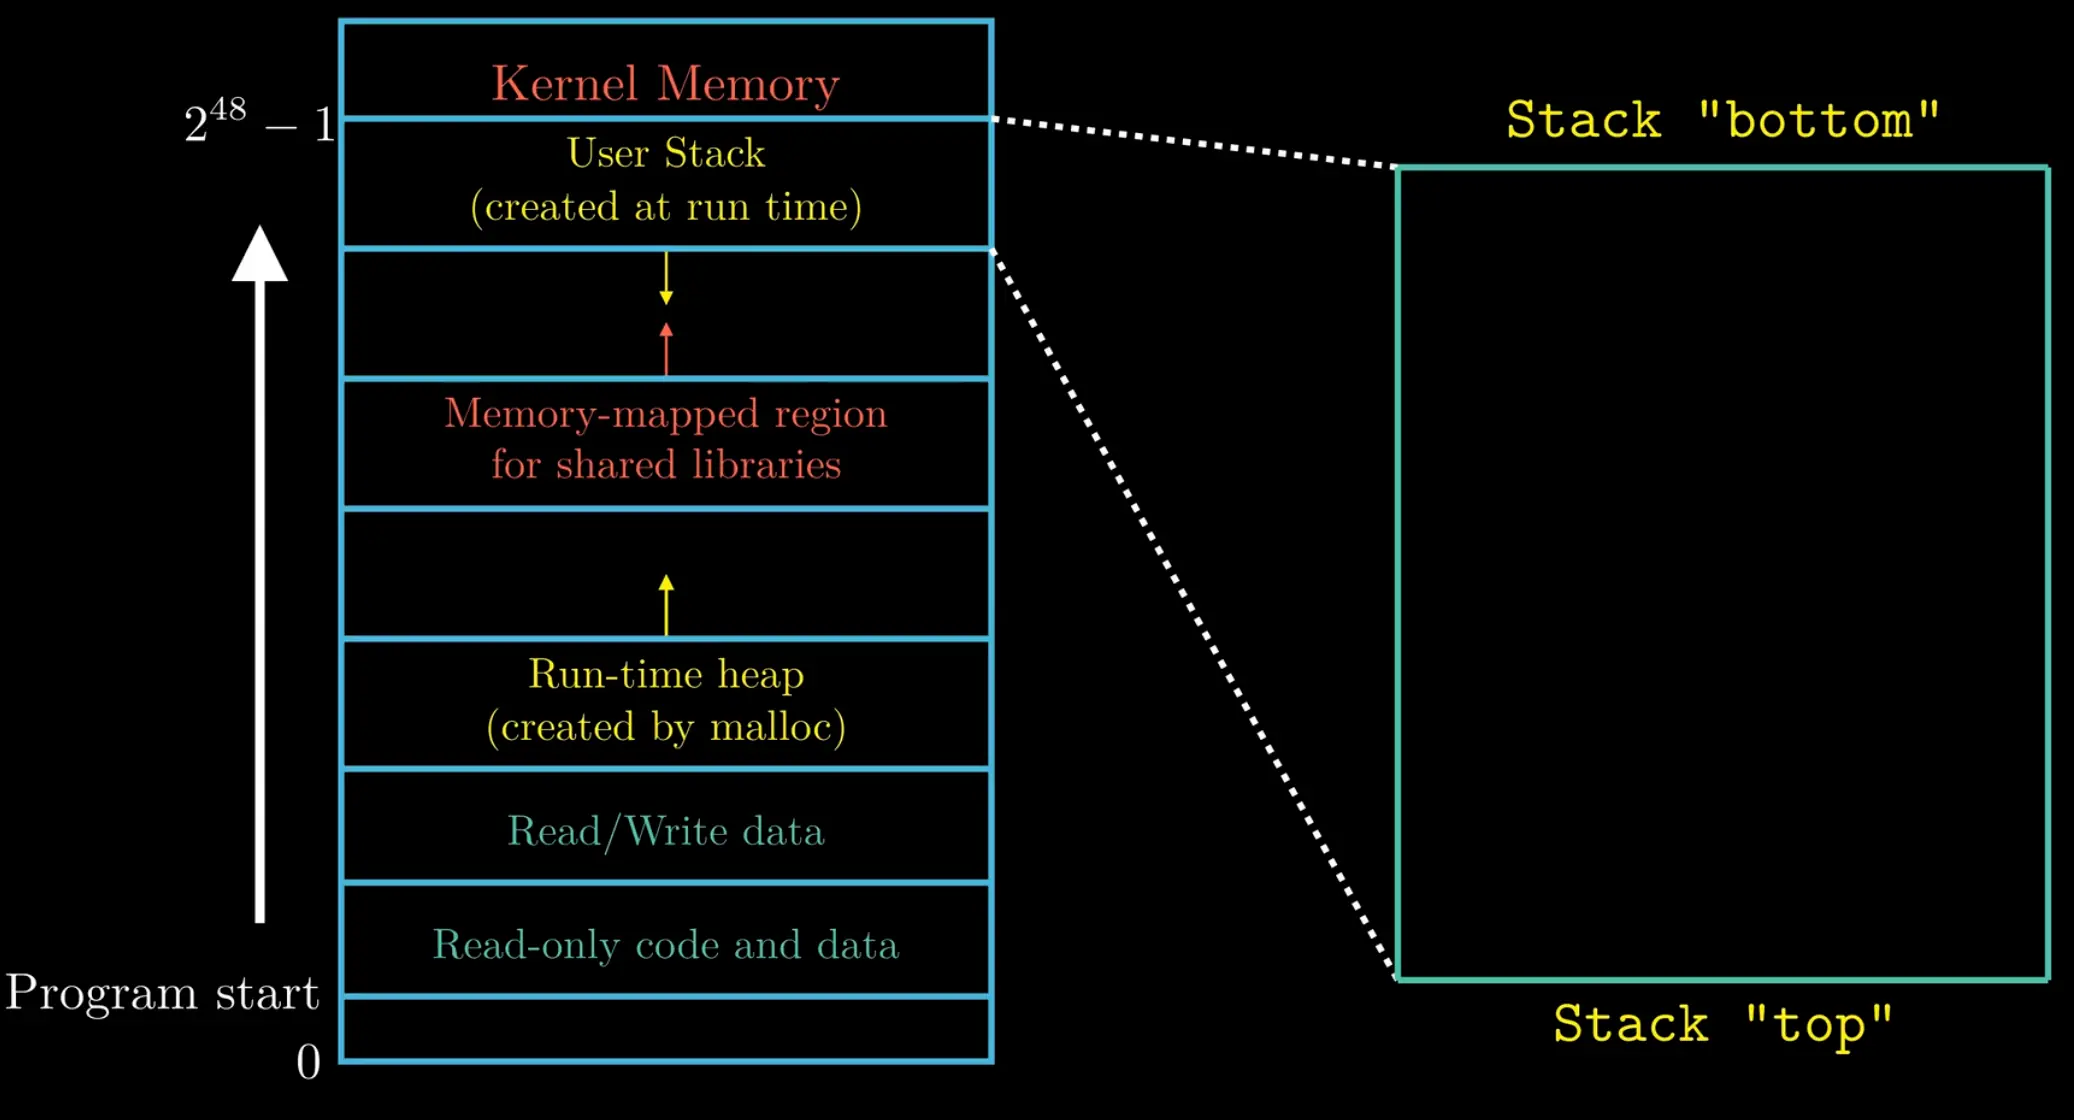 Kernel Memory
2^48 − 1
User Stack
(created at run time)
Memory-mapped region
for shared libraries
Run-time heap
(created by malloc)
Read/Write data
Read-only code and data
Program start
0
Stack "bottom"
Stack "top"